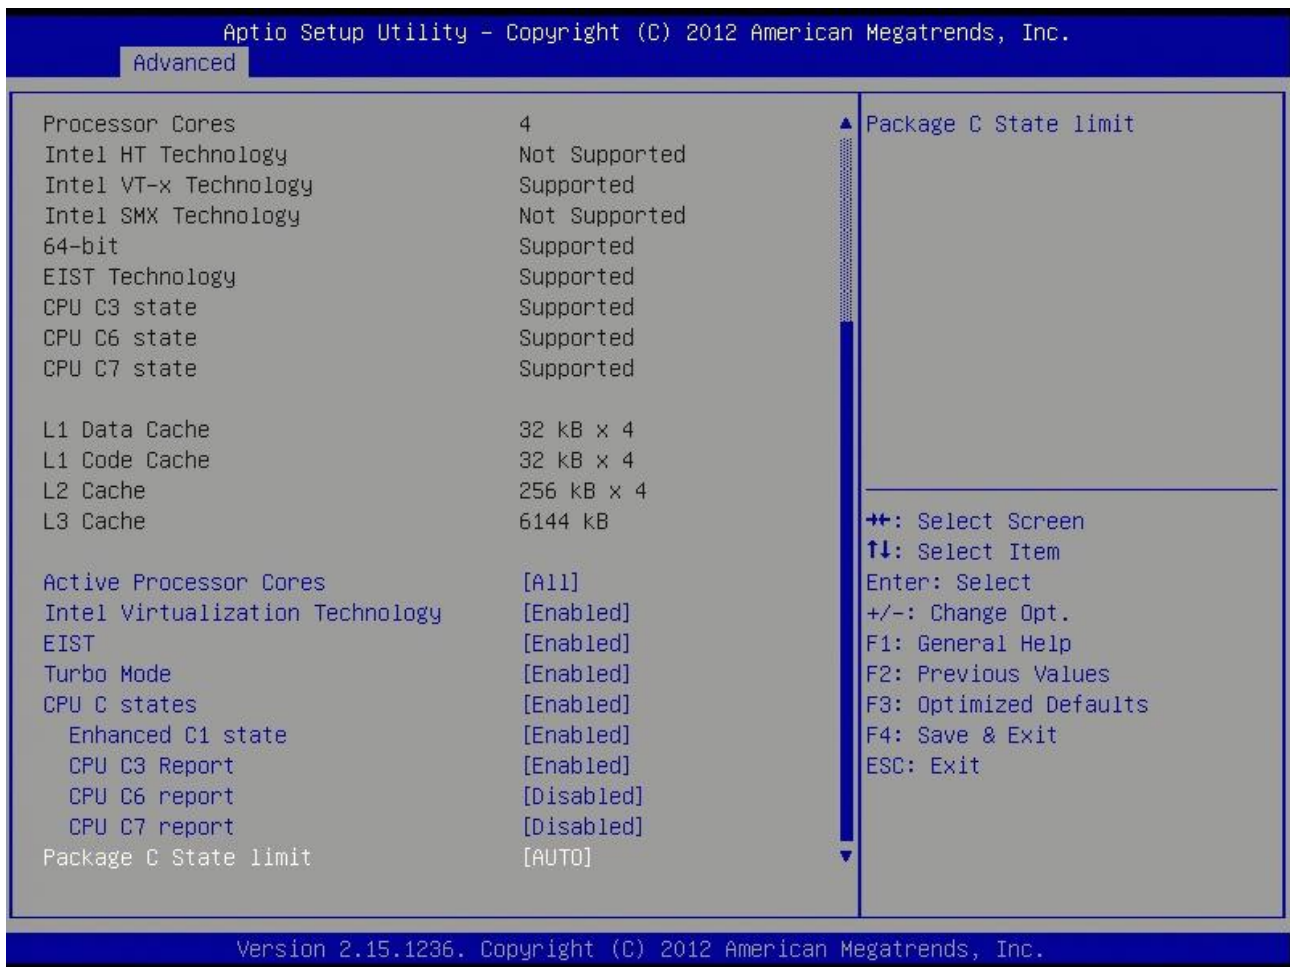 Aptio Setup Utility – Copyright (C) 2012 American Megatrends, Inc.
Advanced
Processor Cores 4
Intel HT Technology Not Supported
Intel VT-x Technology Supported
Intel SMX Technology Not Supported
64-bit Supported
EIST Technology Supported
CPU C3 state Supported
CPU C6 state Supported
CPU C7 state Supported
L1 Data Cache 32 kB x 4
L1 Code Cache 32 kB x 4
L2 Cache 256 kB x 4
L3 Cache 6144 kB
Active Processor Cores [All]
Intel Virtualization Technology [Enabled]
EIST [Enabled]
Turbo Mode [Enabled]
CPU C states [Enabled]
Enhanced C1 state [Enabled]
CPU C3 Report [Enabled]
CPU C6 report [Disabled]
CPU C7 report [Disabled]
Package C State limit [AUTO]
Package C State limit
→←: Select Screen
↑↓: Select Item
Enter: Select
+/-: Change Opt.
F1: General Help
F2: Previous Values
F3: Optimized Defaults
F4: Save & Exit
ESC: Exit
Version 2.15.1236. Copyright (C) 2012 American Megatrends, Inc.